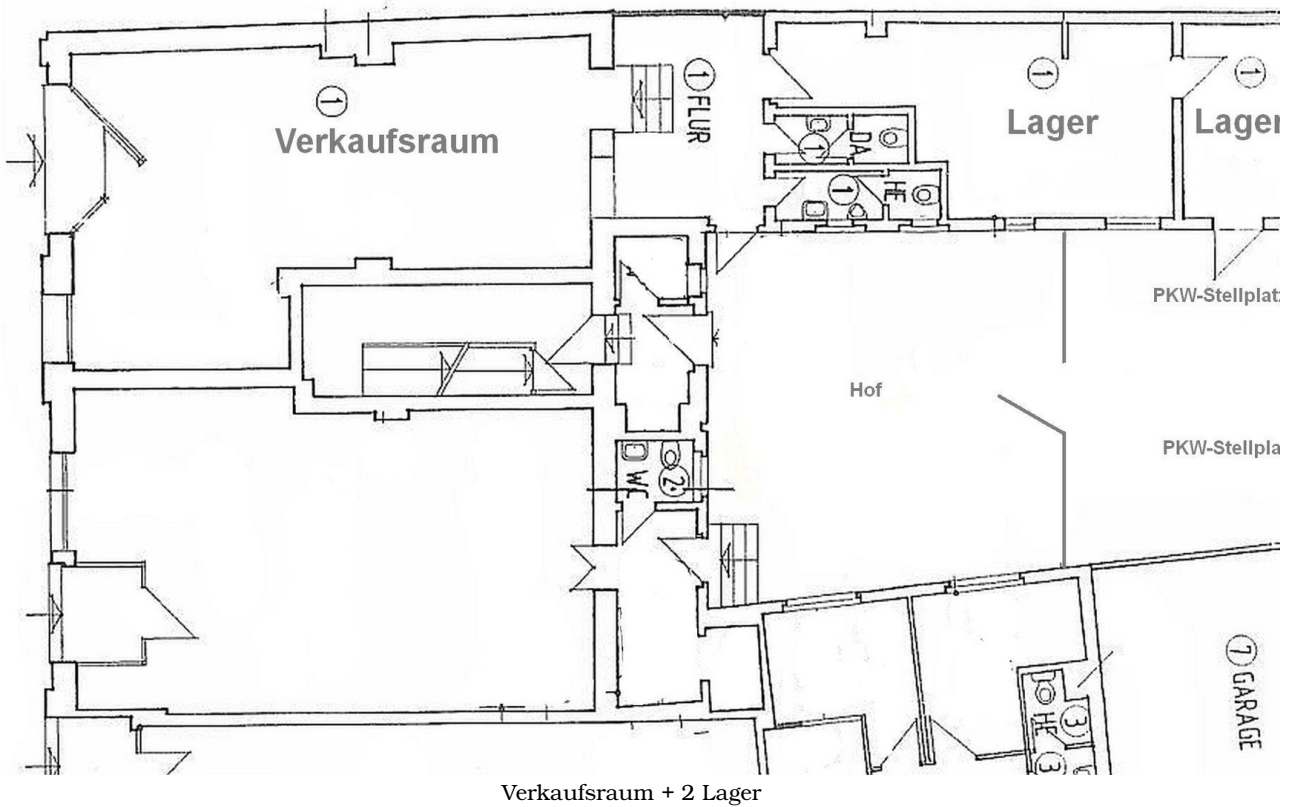 1
Verkaufsraum
1 FLUR
1
Lager
1
Lager
1
DA
1
HE
PKW-Stellplatz
Hof
PKW-Stellpla
WC
2
7 GARAGE
HE
3
3
Verkaufsraum + 2 Lager